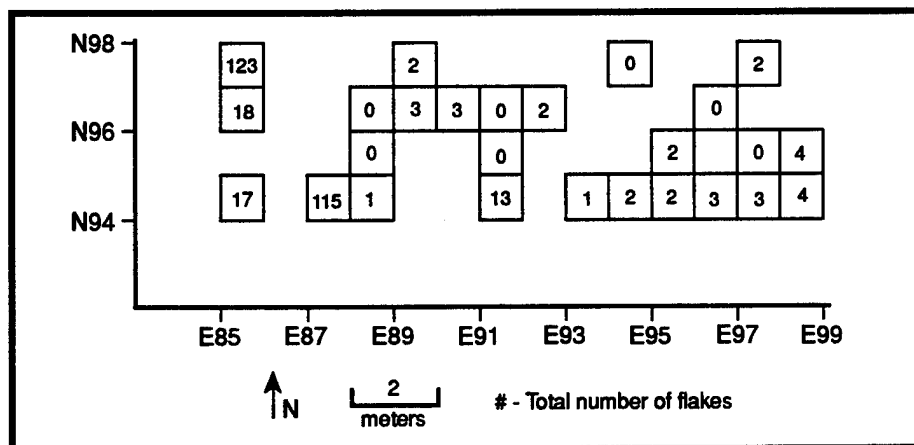 N98
123 2 0 2
18 0 3 3 0 2 0
N96
0 0 2 0 4
17 115 1 13 1 2 2 3 3 4
N94
E85 E87 E89 E91 E93 E95 E97 E99
N 2 # - Total number of flakes
meters